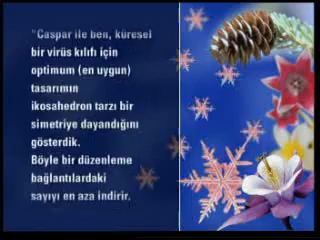 "Caspar ile ben, küresel
bir virüs kılıfı için
optimum (en uygun)
tasarımın
ikosahedron tarzı bir
simetriye dayandığını
gösterdik.
Böyle bir düzenleme
bağlantılardaki
sayıyı en aza indirir.